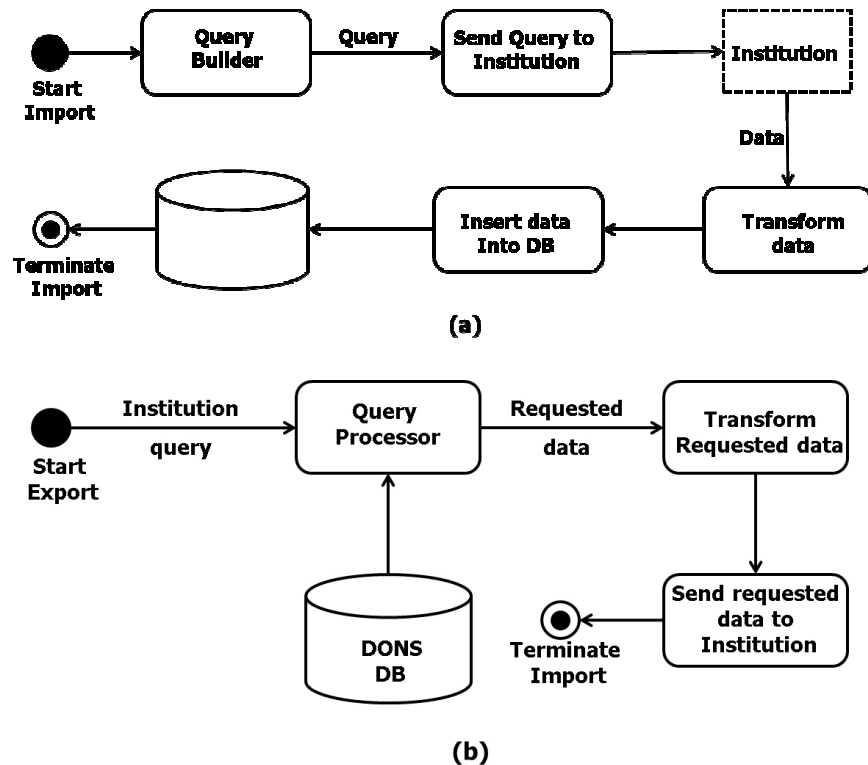 Start
Import
Query
Builder
Query
Send Query to
Institution
Institution
Data
Transform
data
Insert data
Into DB
Terminate
Import
(a)
Start
Export
Institution
query
Query
Processor
Requested
data
Transform
Requested data
DONS
DB
Send requested
data to
Institution
Terminate
Import
(b)